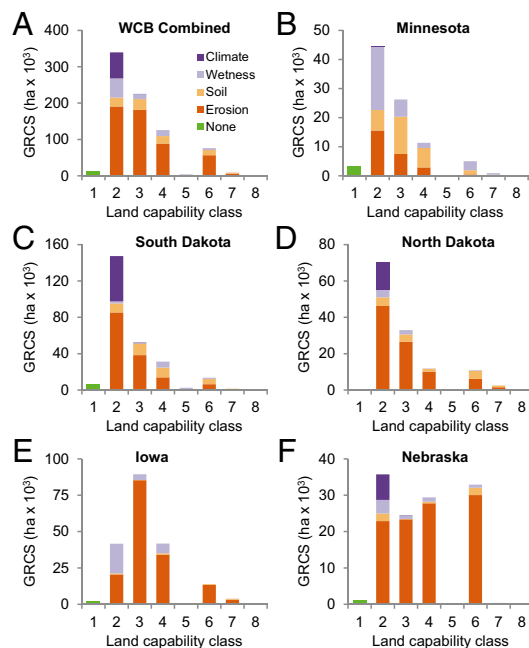 A
WCB Combined
GRCS (ha x 10³)
400
300
200
100
0
Climate
Wetness
Soil
Erosion
None
1 2 3 4 5 6 7 8
Land capability class
B
Minnesota
GRCS (ha x 10³)
50
40
30
20
10
0
1 2 3 4 5 6 7 8
Land capability class
C
South Dakota
GRCS (ha x 10³)
160
120
80
40
0
1 2 3 4 5 6 7 8
Land capability class
D
North Dakota
GRCS (ha x 10³)
80
60
40
20
0
1 2 3 4 5 6 7 8
Land capability class
E
Iowa
GRCS (ha x 10³)
100
75
50
25
0
1 2 3 4 5 6 7 8
Land capability class
F
Nebraska
GRCS (ha x 10³)
40
30
20
10
0
1 2 3 4 5 6 7 8
Land capability class